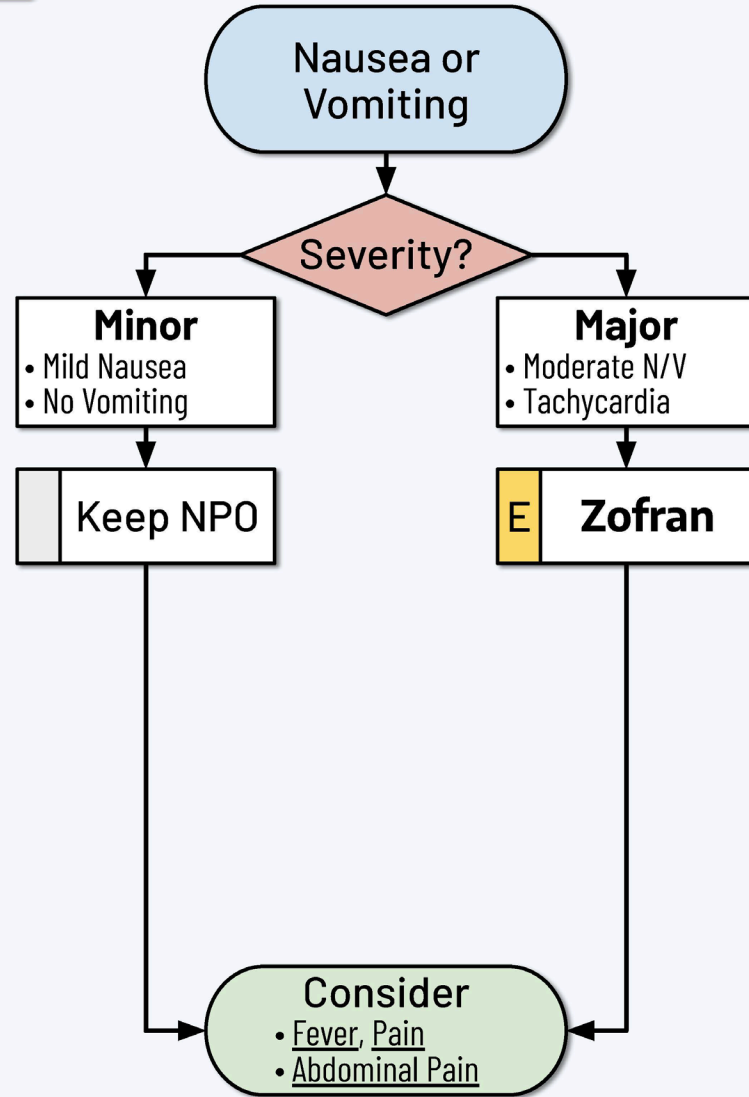 Nausea or
Vomiting
Severity?
Minor
• Mild Nausea
• No Vomiting
Major
• Moderate N/V
• Tachycardia
Keep NPO
E Zofran
Consider
• Fever, Pain
• Abdominal Pain